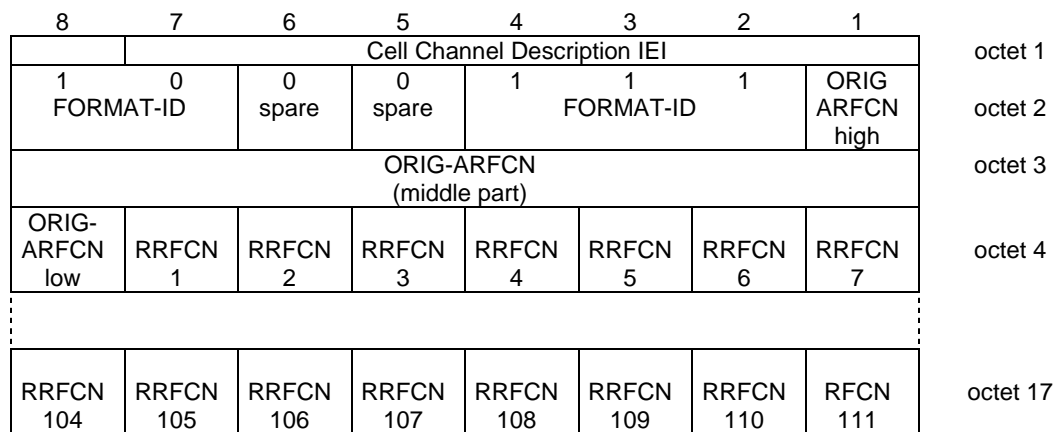 8 7 6 5 4 3 2 1
Cell Channel Description IEI octet 1
1 0 0 0 1 1 1 ORIG
FORMAT-ID spare spare FORMAT-ID ARFCN octet 2
high
ORIG-ARFCN octet 3
(middle part)
ORIG-
ARFCN RRFCN RRFCN RRFCN RRFCN RRFCN RRFCN RRFCN octet 4
low 1 2 3 4 5 6 7
RRFCN RRFCN RRFCN RRFCN RRFCN RRFCN RRFCN RFCN octet 17
104 105 106 107 108 109 110 111